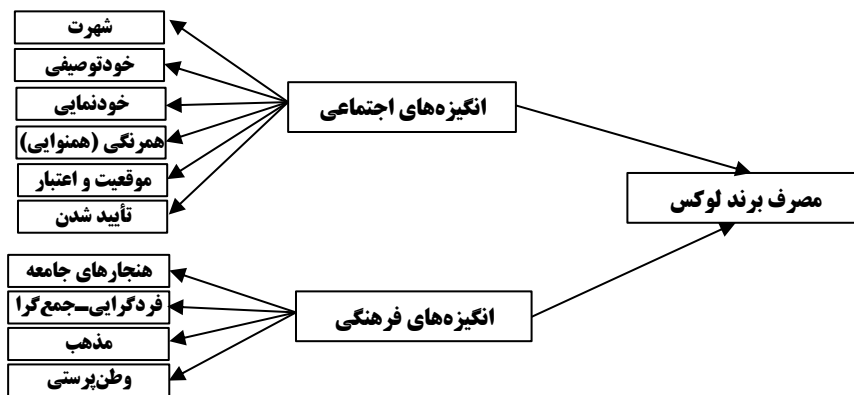 شهرت
خودتوصیفی
خودنمایی
همرنگی (همنوایی)
موقعیت و اعتبار
تأیید شدن
انگیزه‌های اجتماعی
مصرف برند لوکس
هنجارهای جامعه
فردگرایی-جمع‌گرا
مذهب
وطن‌پرستی
انگیزه‌های فرهنگی